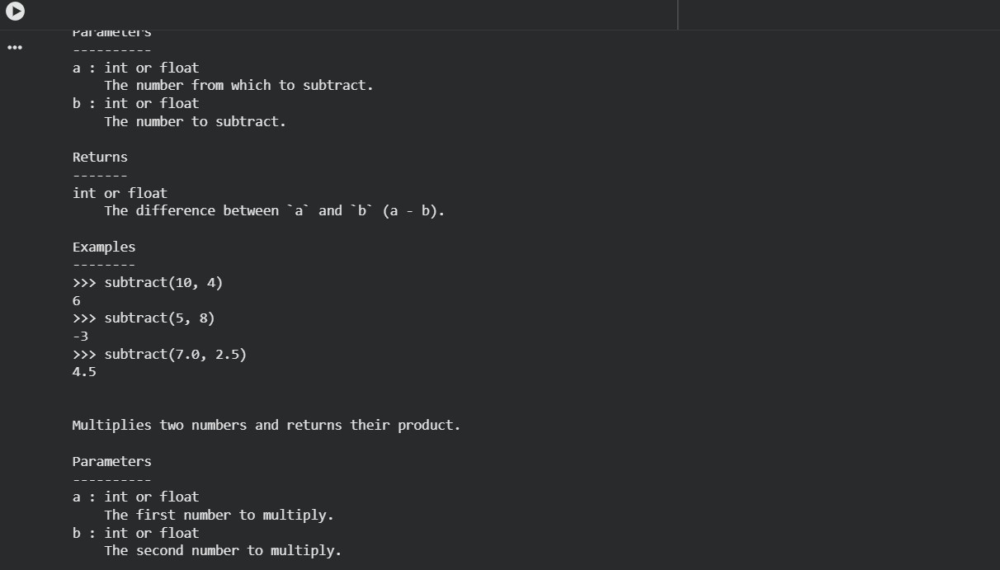 Parameters
----------
a : int or float
    The number from which to subtract.
b : int or float
    The number to subtract.

Returns
-------
int or float
    The difference between `a` and `b` (a - b).

Examples
--------
>>> subtract(10, 4)
6
>>> subtract(5, 8)
-3
>>> subtract(7.0, 2.5)
4.5


Multiplies two numbers and returns their product.

Parameters
----------
a : int or float
    The first number to multiply.
b : int or float
    The second number to multiply.